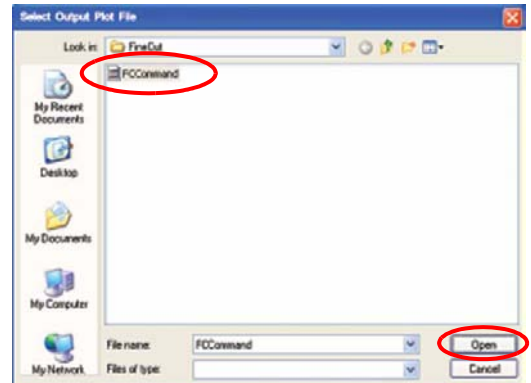 Select Output Plot File
Look in: FineCut
FCCommand
My Recent
Documents
Desktop
My Documents
My Computer
My Network
File name: FCCommand Open
Files of type: Cancel